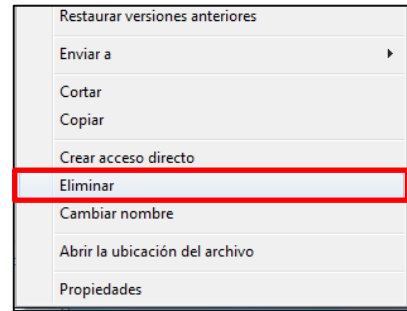 Restaurar versiones anteriores
Enviar a
Cortar
Copiar
Crear acceso directo
Eliminar
Cambiar nombre
Abrir la ubicación del archivo
Propiedades